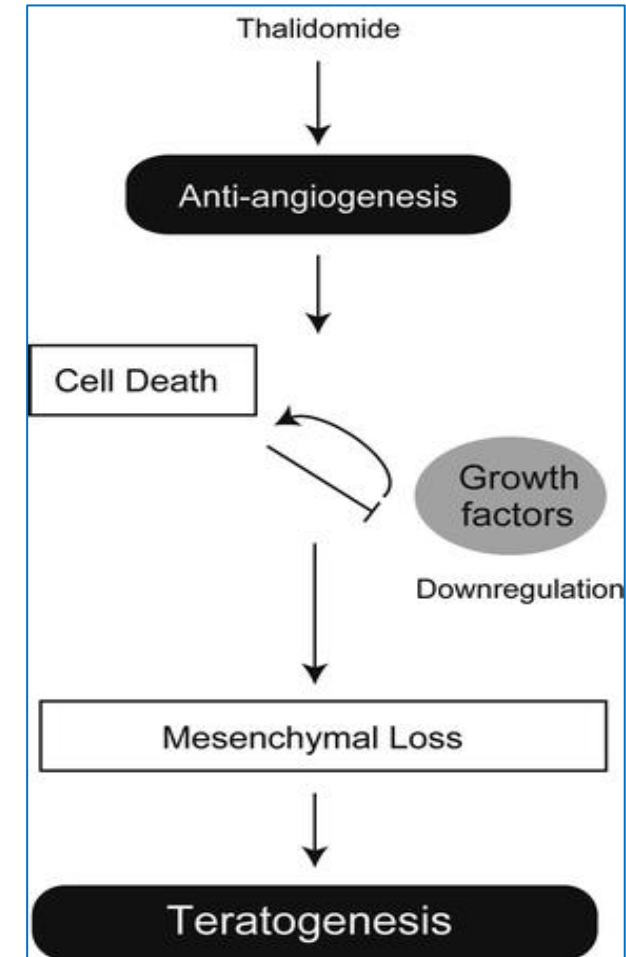 Thalidomide
Anti-angiogenesis
Cell Death
Growth
factors
Downregulation
Mesenchymal Loss
Teratogenesis